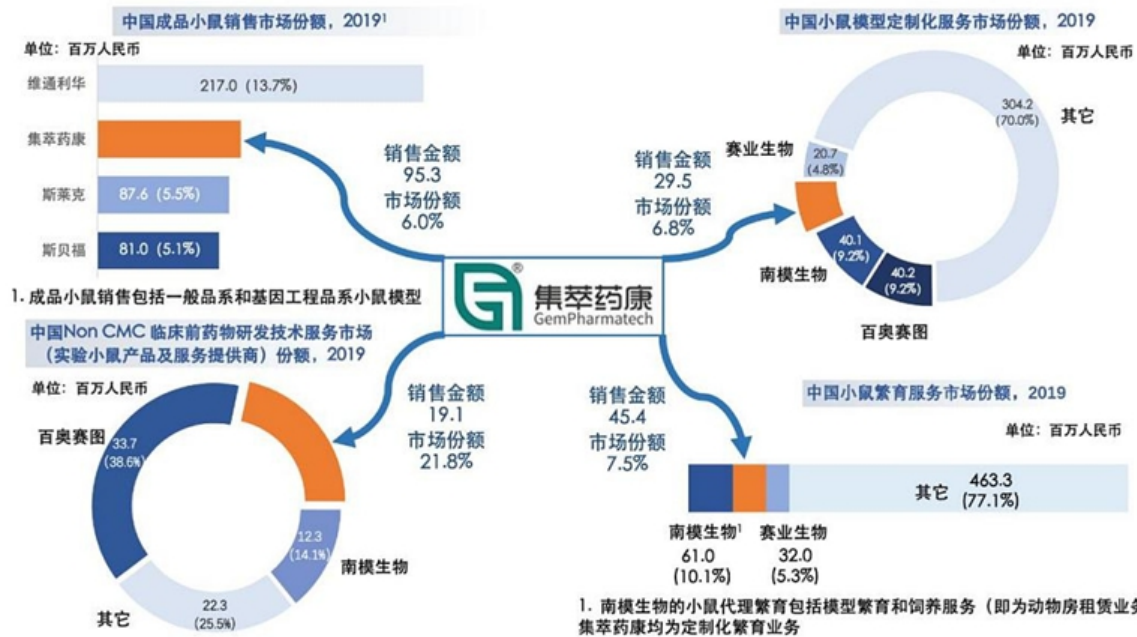 中国成品小鼠销售市场份额，2019¹
单位：百万人民币
维通利华
217.0 (13.7%)
集萃药康
斯莱克
87.6 (5.5%)
斯贝福
81.0 (5.1%)
1. 成品小鼠销售包括一般品系和基因工程品系小鼠模型
销售金额
95.3
市场份额
6.0%
中国小鼠模型定制化服务市场份额，2019
单位：百万人民币
304.2
(70.0%)
其它
赛业生物
20.7
(4.8%)
40.1
(9.2%)
南模生物
40.2
(9.2%)
百奥赛图
销售金额
29.5
市场份额
6.8%
®
集萃药康
GemPharmatech
中国Non CMC 临床前药物研发技术服务市场
（实验小鼠产品及服务提供商）份额，2019
单位：百万人民币
百奥赛图
33.7
(38.6%)
12.3
(14.1%)
南模生物
22.3
(25.5%)
其它
销售金额
19.1
市场份额
21.8%
销售金额
45.4
市场份额
7.5%
中国小鼠繁育服务市场份额，2019
单位：百万人民币
其它
463.3
(77.1%)
南模生物¹
61.0
(10.1%)
赛业生物
32.0
(5.3%)
1. 南模生物的小鼠代理繁育包括模型繁育和饲养服务（即为动物房租赁业务
集萃药康均为定制化繁育业务